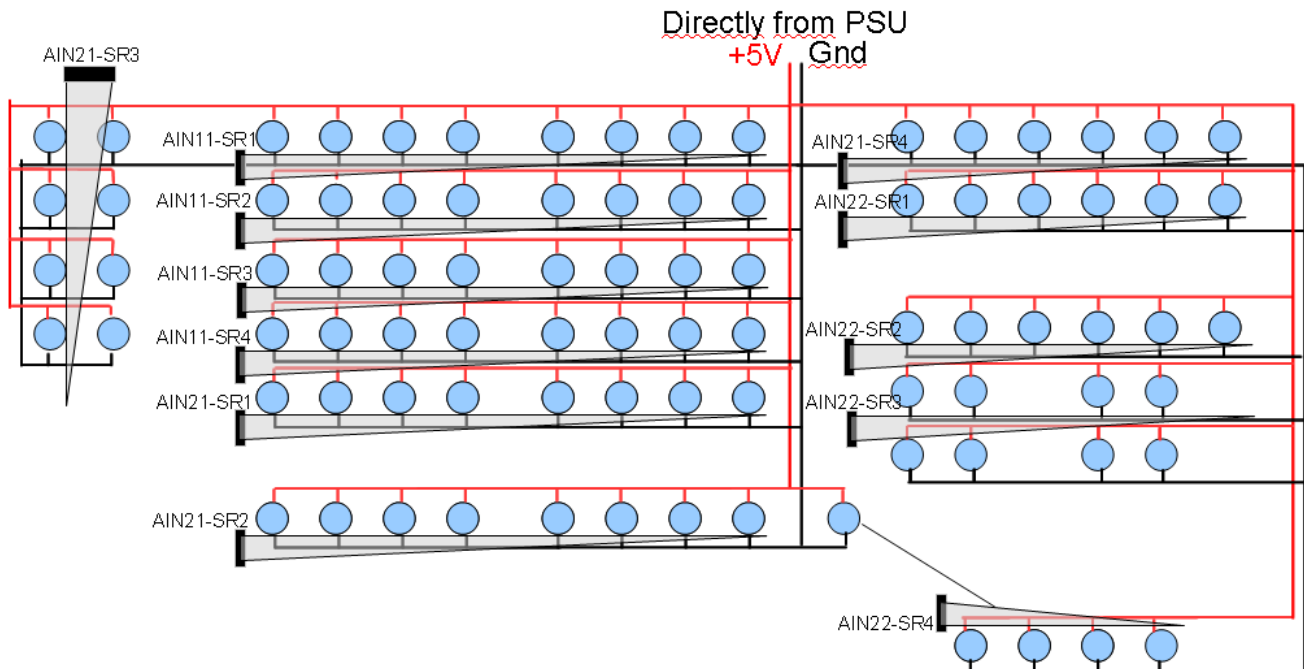 Directly from PSU
+5V Gnd
AIN21-SR3
AIN11-SR1
AIN21-SR4
AIN11-SR2
AIN22-SR1
AIN11-SR3
AIN11-SR4
AIN22-SR2
AIN21-SR1
AIN22-SR3
AIN21-SR2
AIN22-SR4